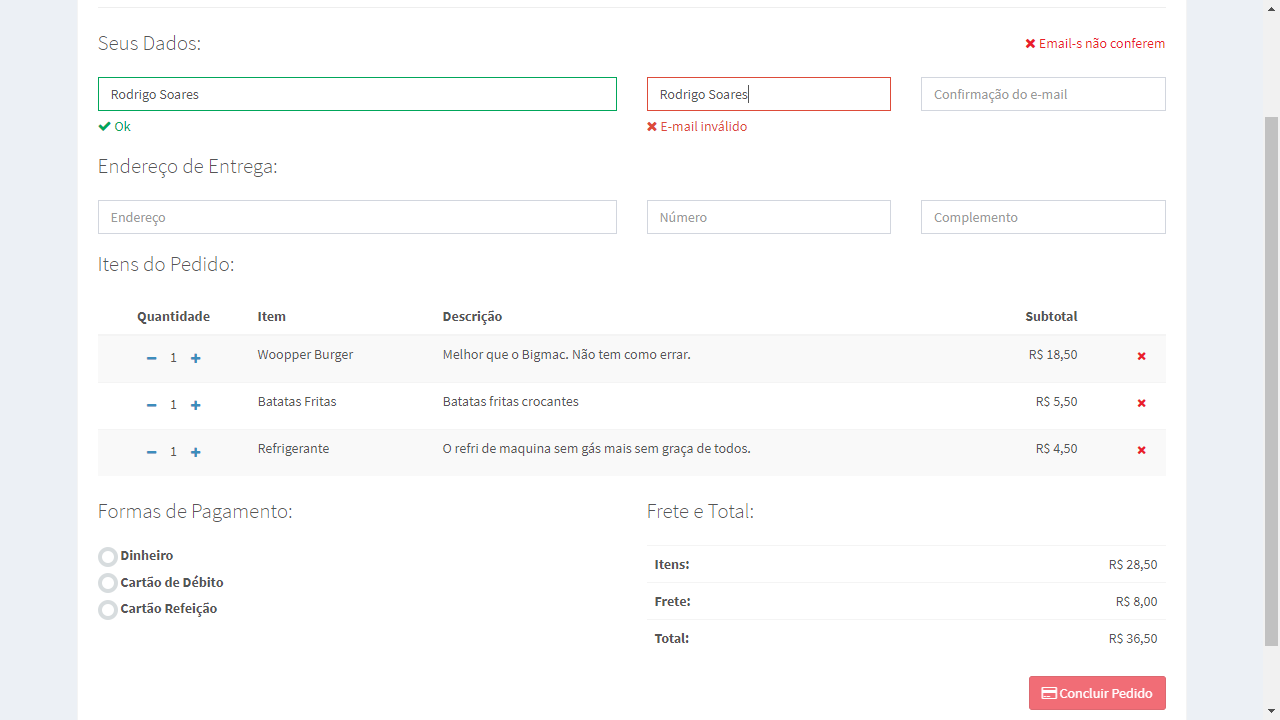 Seus Dados:
Email-s não conferem
Rodrigo Soares
Rodrigo Soares
Confirmação do e-mail
Ok
E-mail inválido
Endereço de Entrega:
Endereço
Número
Complemento
Itens do Pedido:
Quantidade Item Descrição Subtotal
1 Woopper Burger Melhor que o Bigmac. Não tem como errar. R$ 18,50
1 Batatas Fritas Batatas fritas crocantes R$ 5,50
1 Refrigerante O refri de maquina sem gás mais sem graça de todos. R$ 4,50
Formas de Pagamento:
Dinheiro
Cartão de Débito
Cartão Refeição
Frete e Total:
Itens: R$ 28,50
Frete: R$ 8,00
Total: R$ 36,50
Concluir Pedido